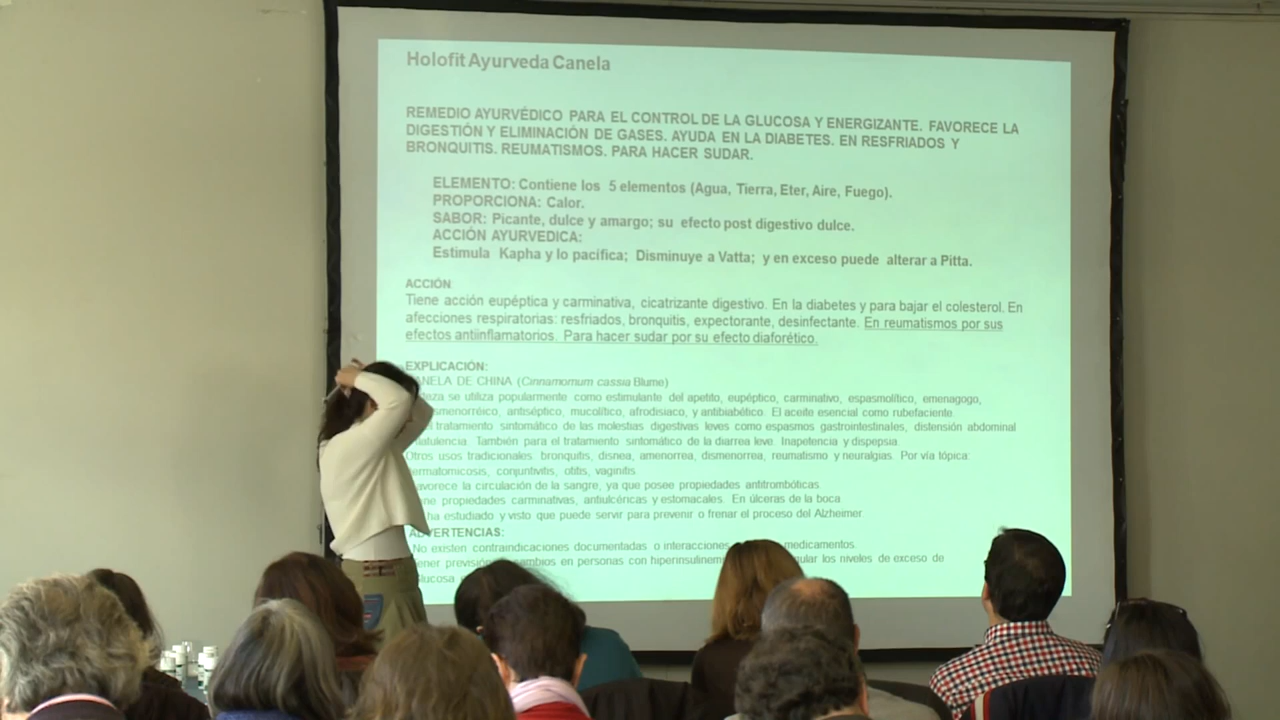 Holofit Ayurveda Canela
REMEDIO AYURVÉDICO PARA EL CONTROL DE LA GLUCOSA Y ENERGIZANTE. FAVORECE LA
DIGESTIÓN Y ELIMINACIÓN DE GASES. AYUDA EN LA DIABETES. EN RESFRIADOS Y
BRONQUITIS. REUMATISMOS. PARA HACER SUDAR.
ELEMENTO: Contiene los 5 elementos (Agua, Tierra, Eter, Aire, Fuego).
PROPORCIONA: Calor.
SABOR: Picante, dulce y amargo; su efecto post digestivo dulce.
ACCIÓN AYURVEDICA:
Estimula Kapha y lo pacífica; Disminuye a Vatta; y en exceso puede alterar a Pitta.
ACCIÓN
Tiene acción eupéptica y carminativa, cicatrizante digestivo. En la diabetes y para bajar el colesterol. En
afecciones respiratorias: resfriados, bronquitis, expectorante, desinfectante. En reumatismos por sus
efectos antiinflamatorios. Para hacer sudar por su efecto diaforético.
EXPLICACIÓN:
DE CHINA (Cinnamomum cassia Blume)
se utiliza popularmente como estimulante del apetito, eupéptico, carminativo, espasmolítico, emenagogo,
antiséptico, mucolítico, afrodisiaco, y antibiabético. El aceite esencial como rubefaciente.
tratamiento sintomático de las molestias digestivas leves como espasmos gastrointestinales, distensión abdominal
También para el tratamiento sintomático de la diarrea leve. Inapetencia y dispepsia.
Otros usos tradicionales: bronquitis, disnea, amenorrea, dismenorrea, reumatismo y neuralgias. Por vía tópica:
conjuntivitis, otitis, vaginitis.
la circulación de la sangre, ya que posee propiedades antitrombóticas.
propiedades carminativas, antiulcéricas y estomacales. En úlceras de la boca
ha estudiado y visto que puede servir para prevenir o frenar el proceso del Alzheimer.
ADVERTENCIAS:
No existen contraindicaciones documentadas o interacciones medicamentos.
en personas con los niveles de exceso de